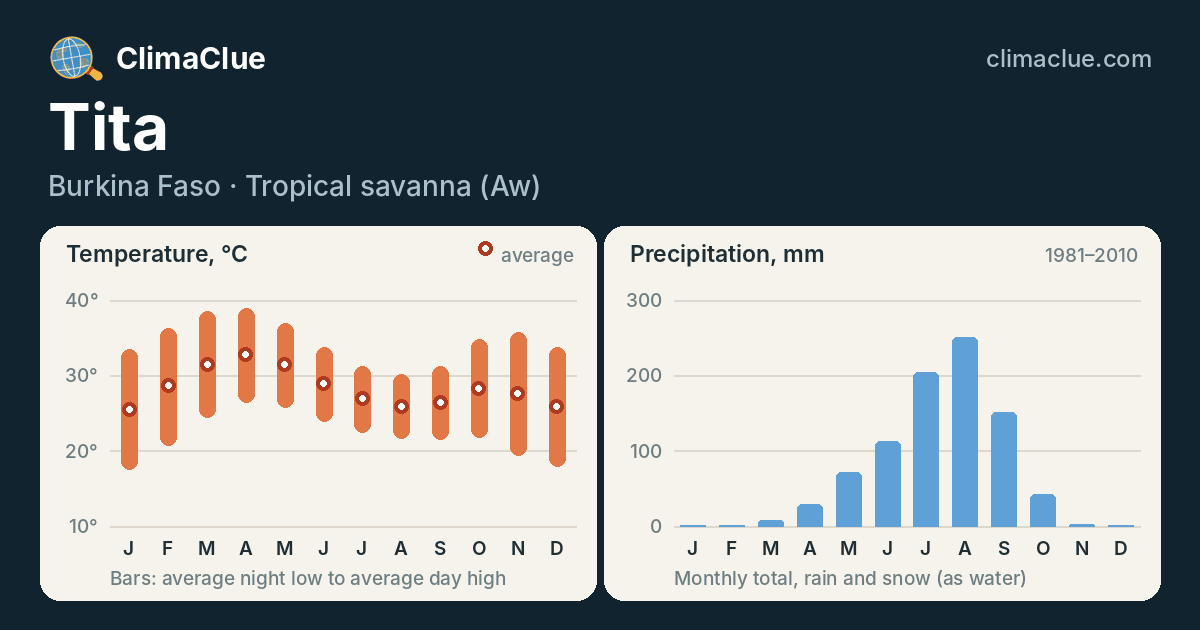 ClimaClue
climaclue.com
Tita
Burkina Faso · Tropical savanna (Aw)
Temperature, °C
average
40°
30°
20°
10°
J F M A M J J A S O N D
Bars: average night low to average day high
Precipitation, mm
1981–2010
300
200
100
0
J F M A M J J A S O N D
Monthly total, rain and snow (as water)